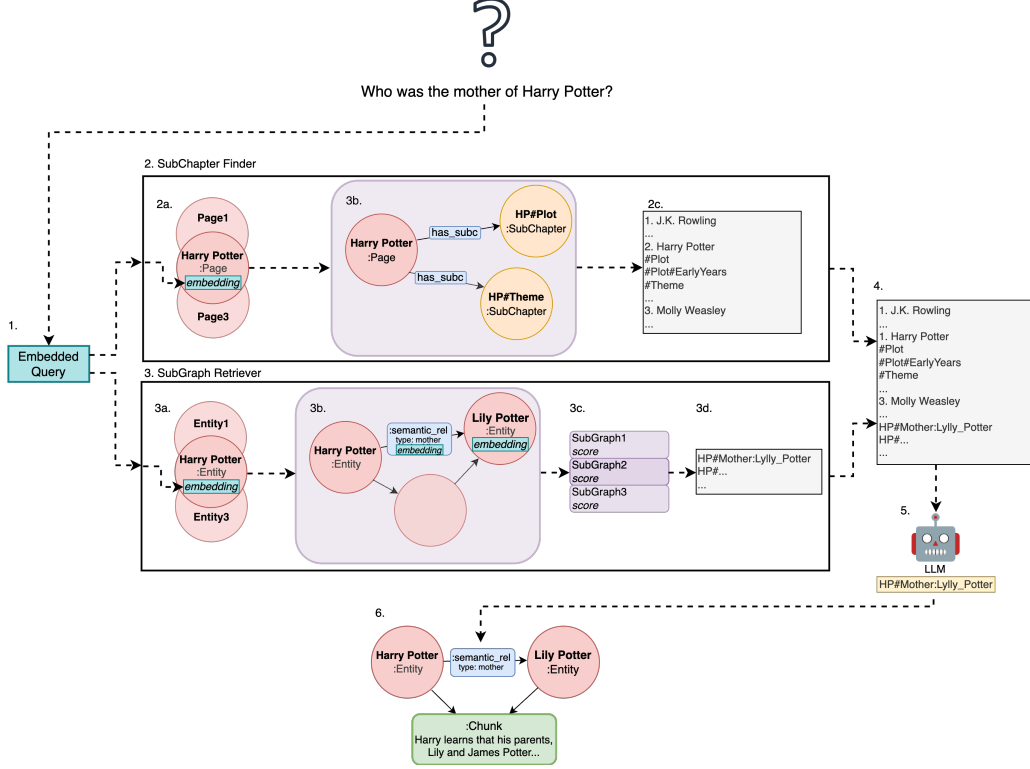 ?
Who was the mother of Harry Potter?
1.
Embedded
Query
2. SubChapter Finder
2a.
Page1
Harry Potter
:Page
embedding
Page3
3b.
Harry Potter
:Page
has_subc
has_subc
HP#Plot
:SubChapter
HP#Theme
:SubChapter
2c.
1. J.K. Rowling
...
2. Harry Potter
#Plot
#Plot#EarlyYears
#Theme
...
3. Molly Weasley
...
3. SubGraph Retriever
3a.
Entity1
Harry Potter
:Entity
embedding
Entity3
3b.
Harry Potter
:Entity
:semantic_rel
type: mother
embedding
Lily Potter
:Entity
embedding
3c.
SubGraph1
score
SubGraph2
score
SubGraph3
score
3d.
HP#Mother:Lylly_Potter
HP#...
...
4.
1. J.K. Rowling
...
1. Harry Potter
#Plot
#Plot#EarlyYears
#Theme
...
3. Molly Weasley
...
HP#Mother:Lylly_Potter
HP#...
...
5.
LLM
HP#Mother:Lylly_Potter
6.
Harry Potter
:Entity
:semantic_rel
type: mother
Lily Potter
:Entity
:Chunk
Harry learns that his parents,
Lily and James Potter...